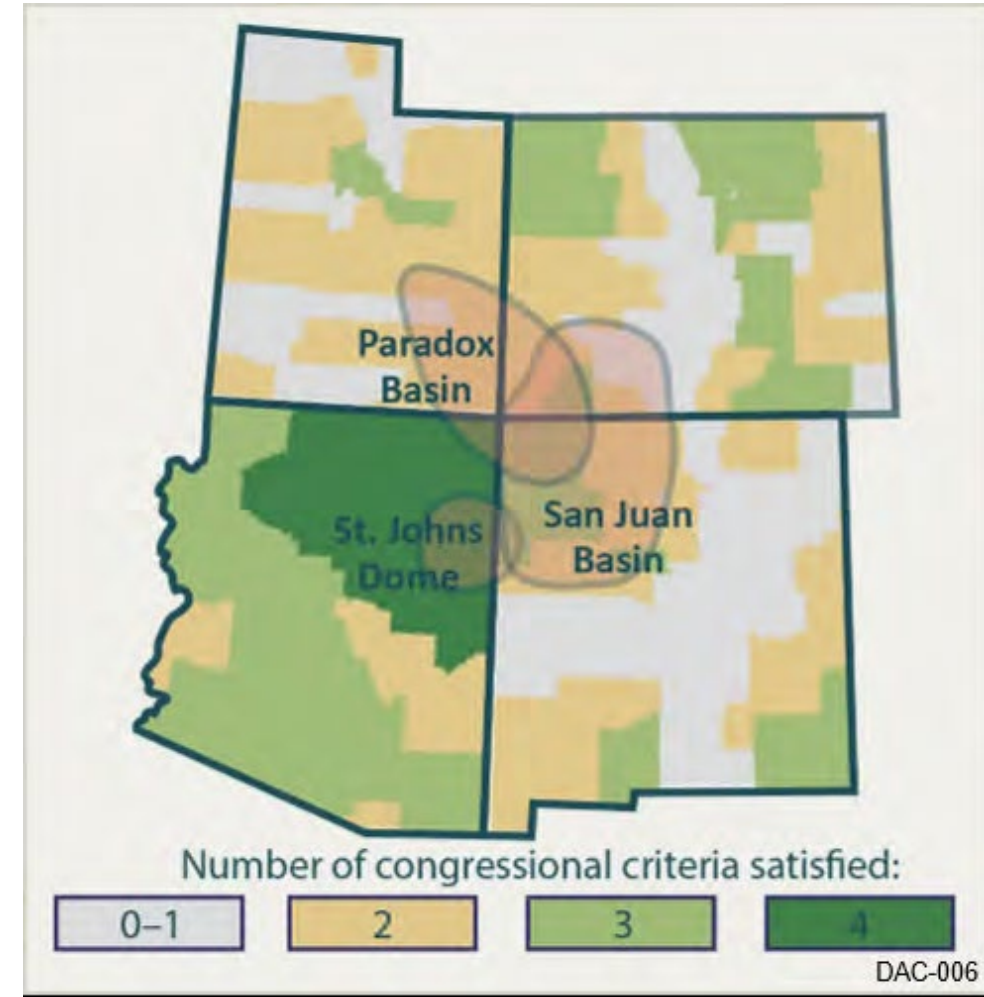 Paradox
Basin
St. Johns
Dome
San Juan
Basin
Number of congressional criteria satisfied:
0–1
2
3
4
DAC-006